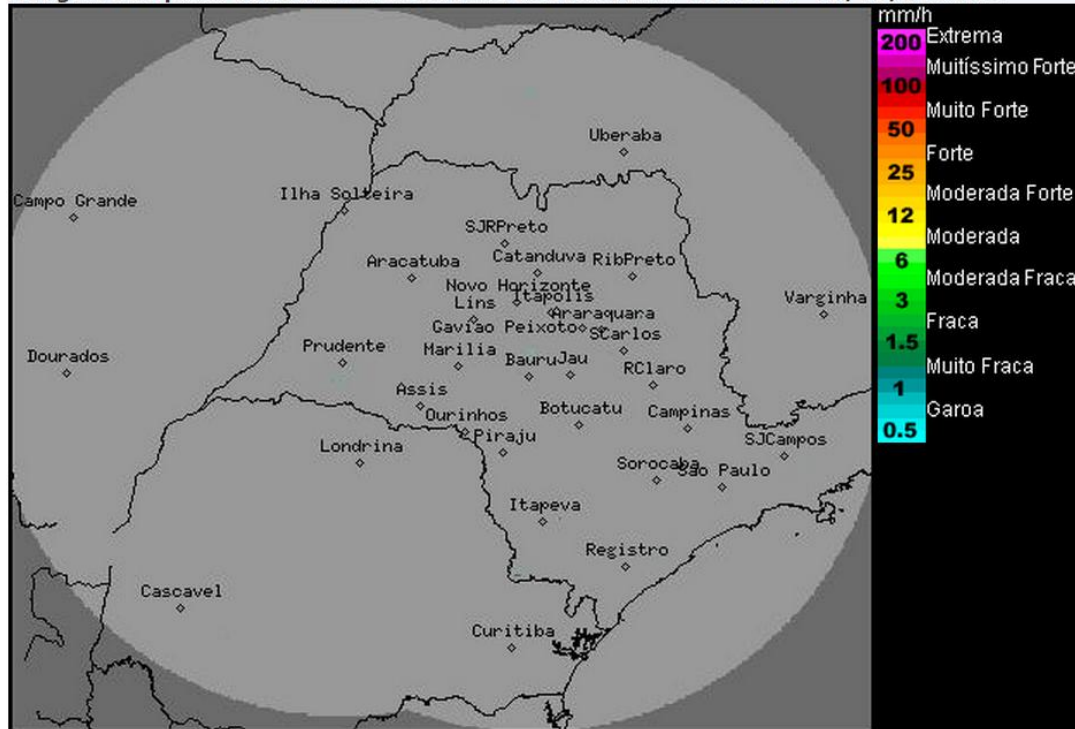 mm/h
200 Extrema
Muitíssimo Forte
100
Muito Forte
50
Forte
25
Moderada Forte
12
Moderada
6
Moderada Fraca
3
Fraca
1.5
Muito Fraca
1
Garoa
0.5
Uberaba
Ilha Solteira
Campo Grande
SJRPreto
Catanduva
RibPreto
Aracatuba
Novo Horizonte
Itapolis
Varginha
Lins
Araraquara
Gaviao Peixoto
SCarlos
Prudente
Marilia
Dourados
Bauru
Jau
RClaro
Assis
Botucatu
Campinas
Ourinhos
Piraju
SJCampos
Londrina
Sorocaba
Sao Paulo
Itapeva
Registro
Cascavel
Curitiba